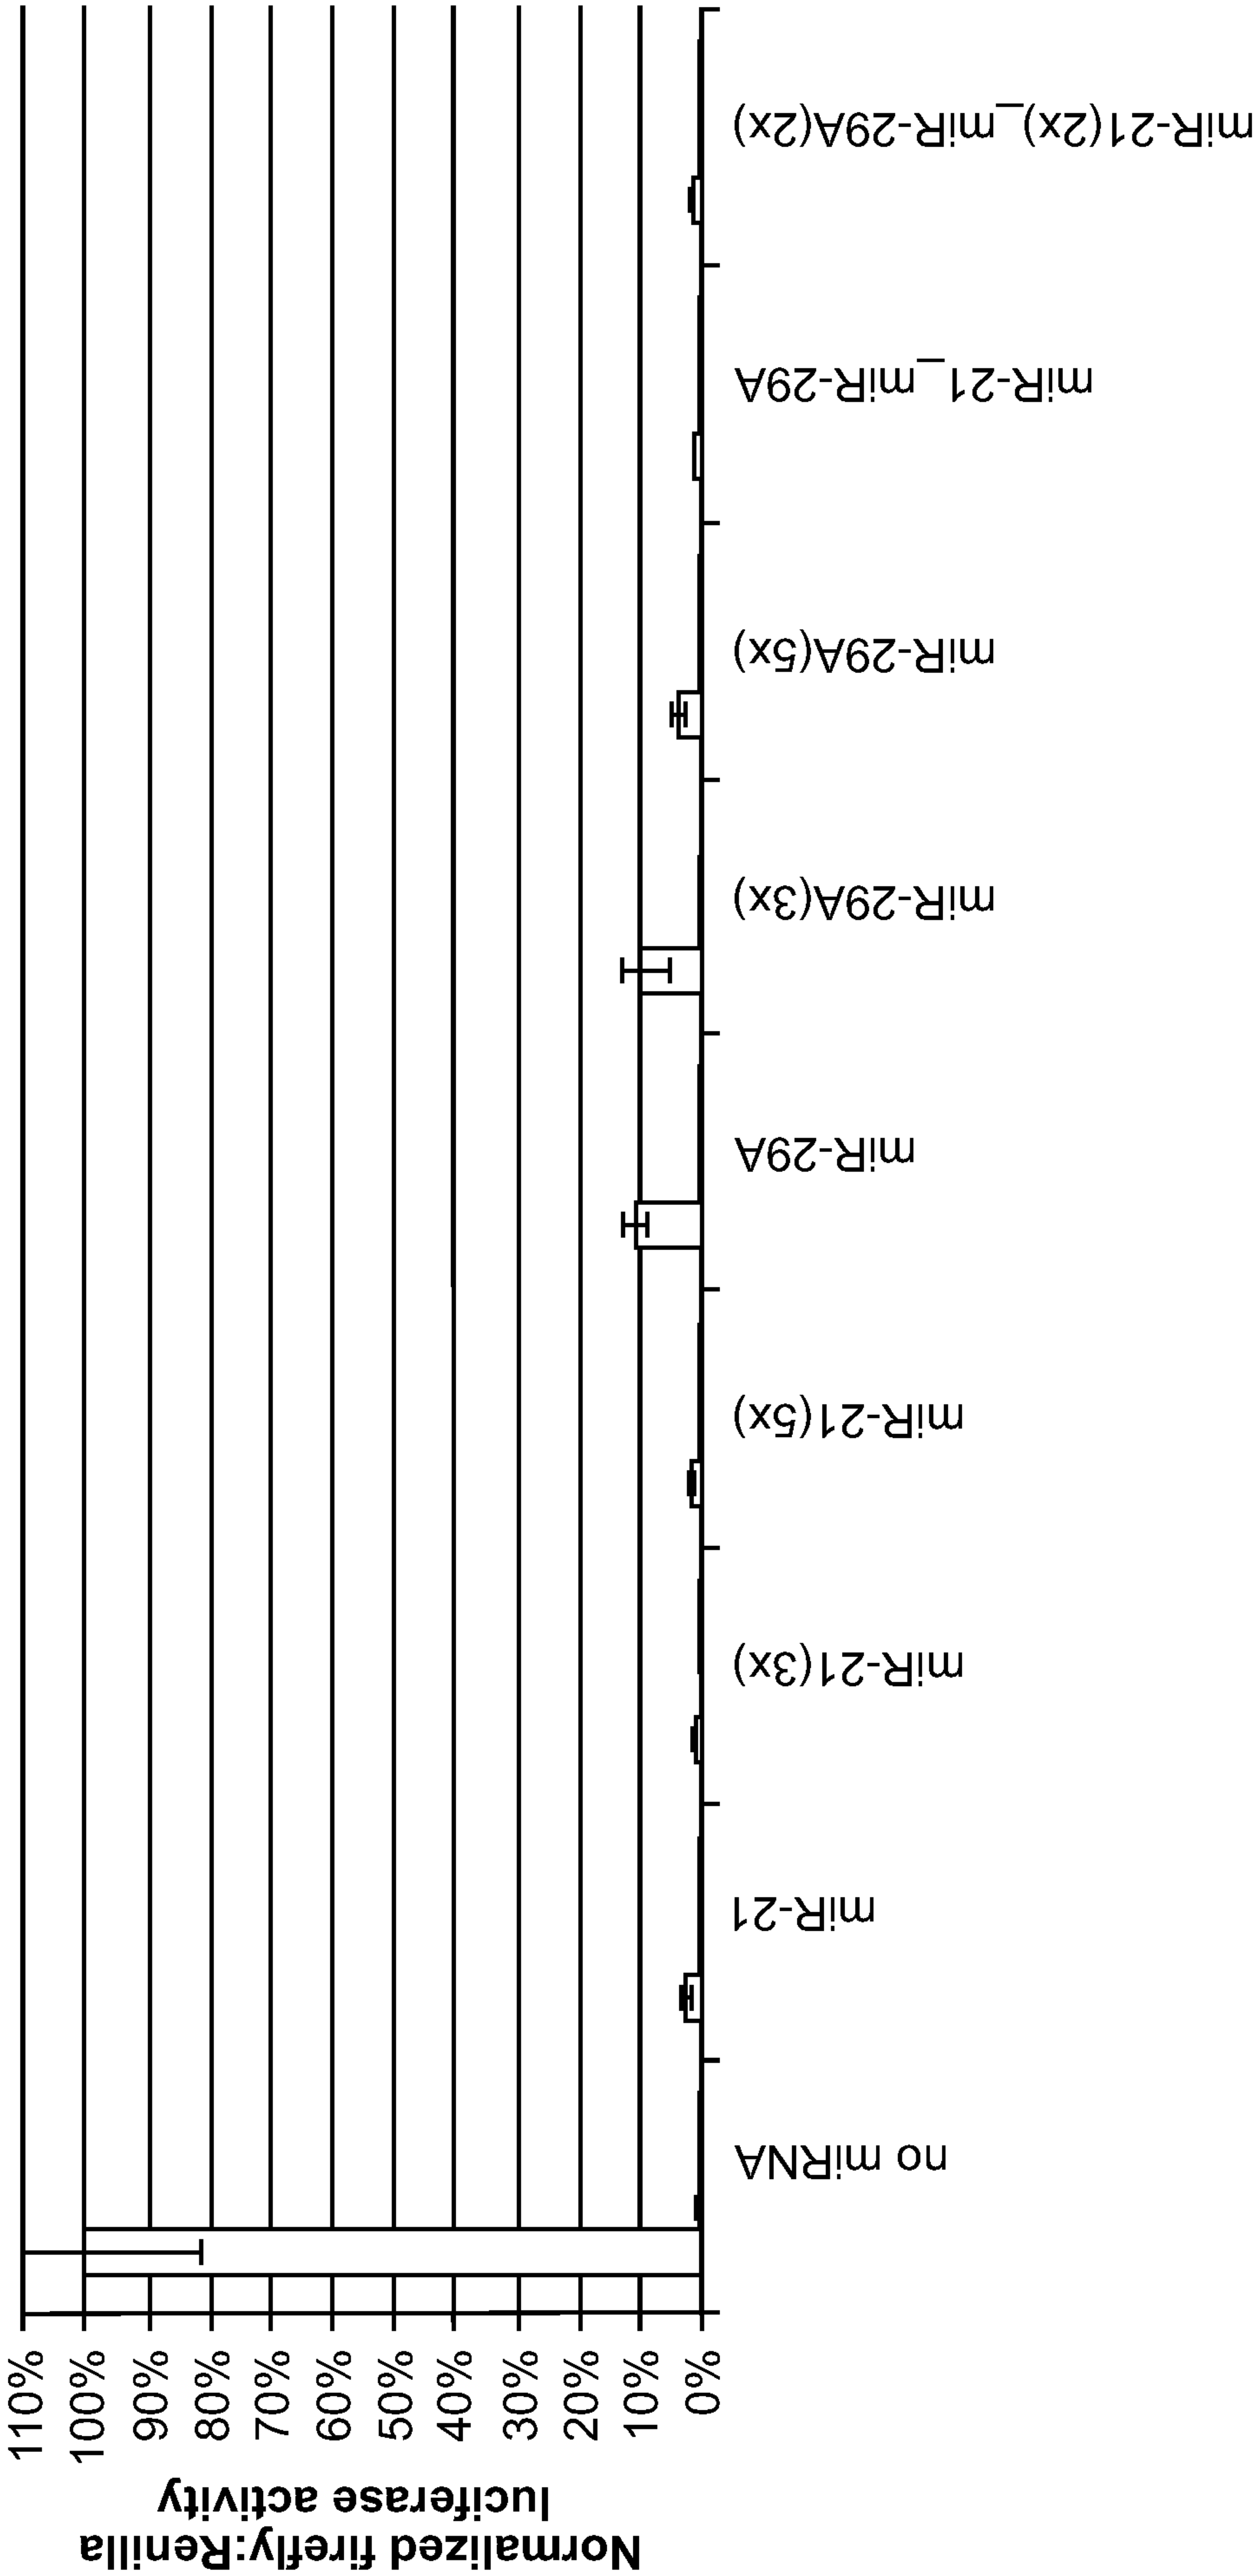 Normalized firefly:Renilla
luciferase activity
110%
100%
90%
80%
70%
60%
50%
40%
30%
20%
10%
0%
no miRNA
miR-21
miR-21(3x)
miR-21(5x)
miR-29A
miR-29A(3x)
miR-29A(5x)
miR-21_miR-29A
miR-21(2x)_miR-29A(2x)